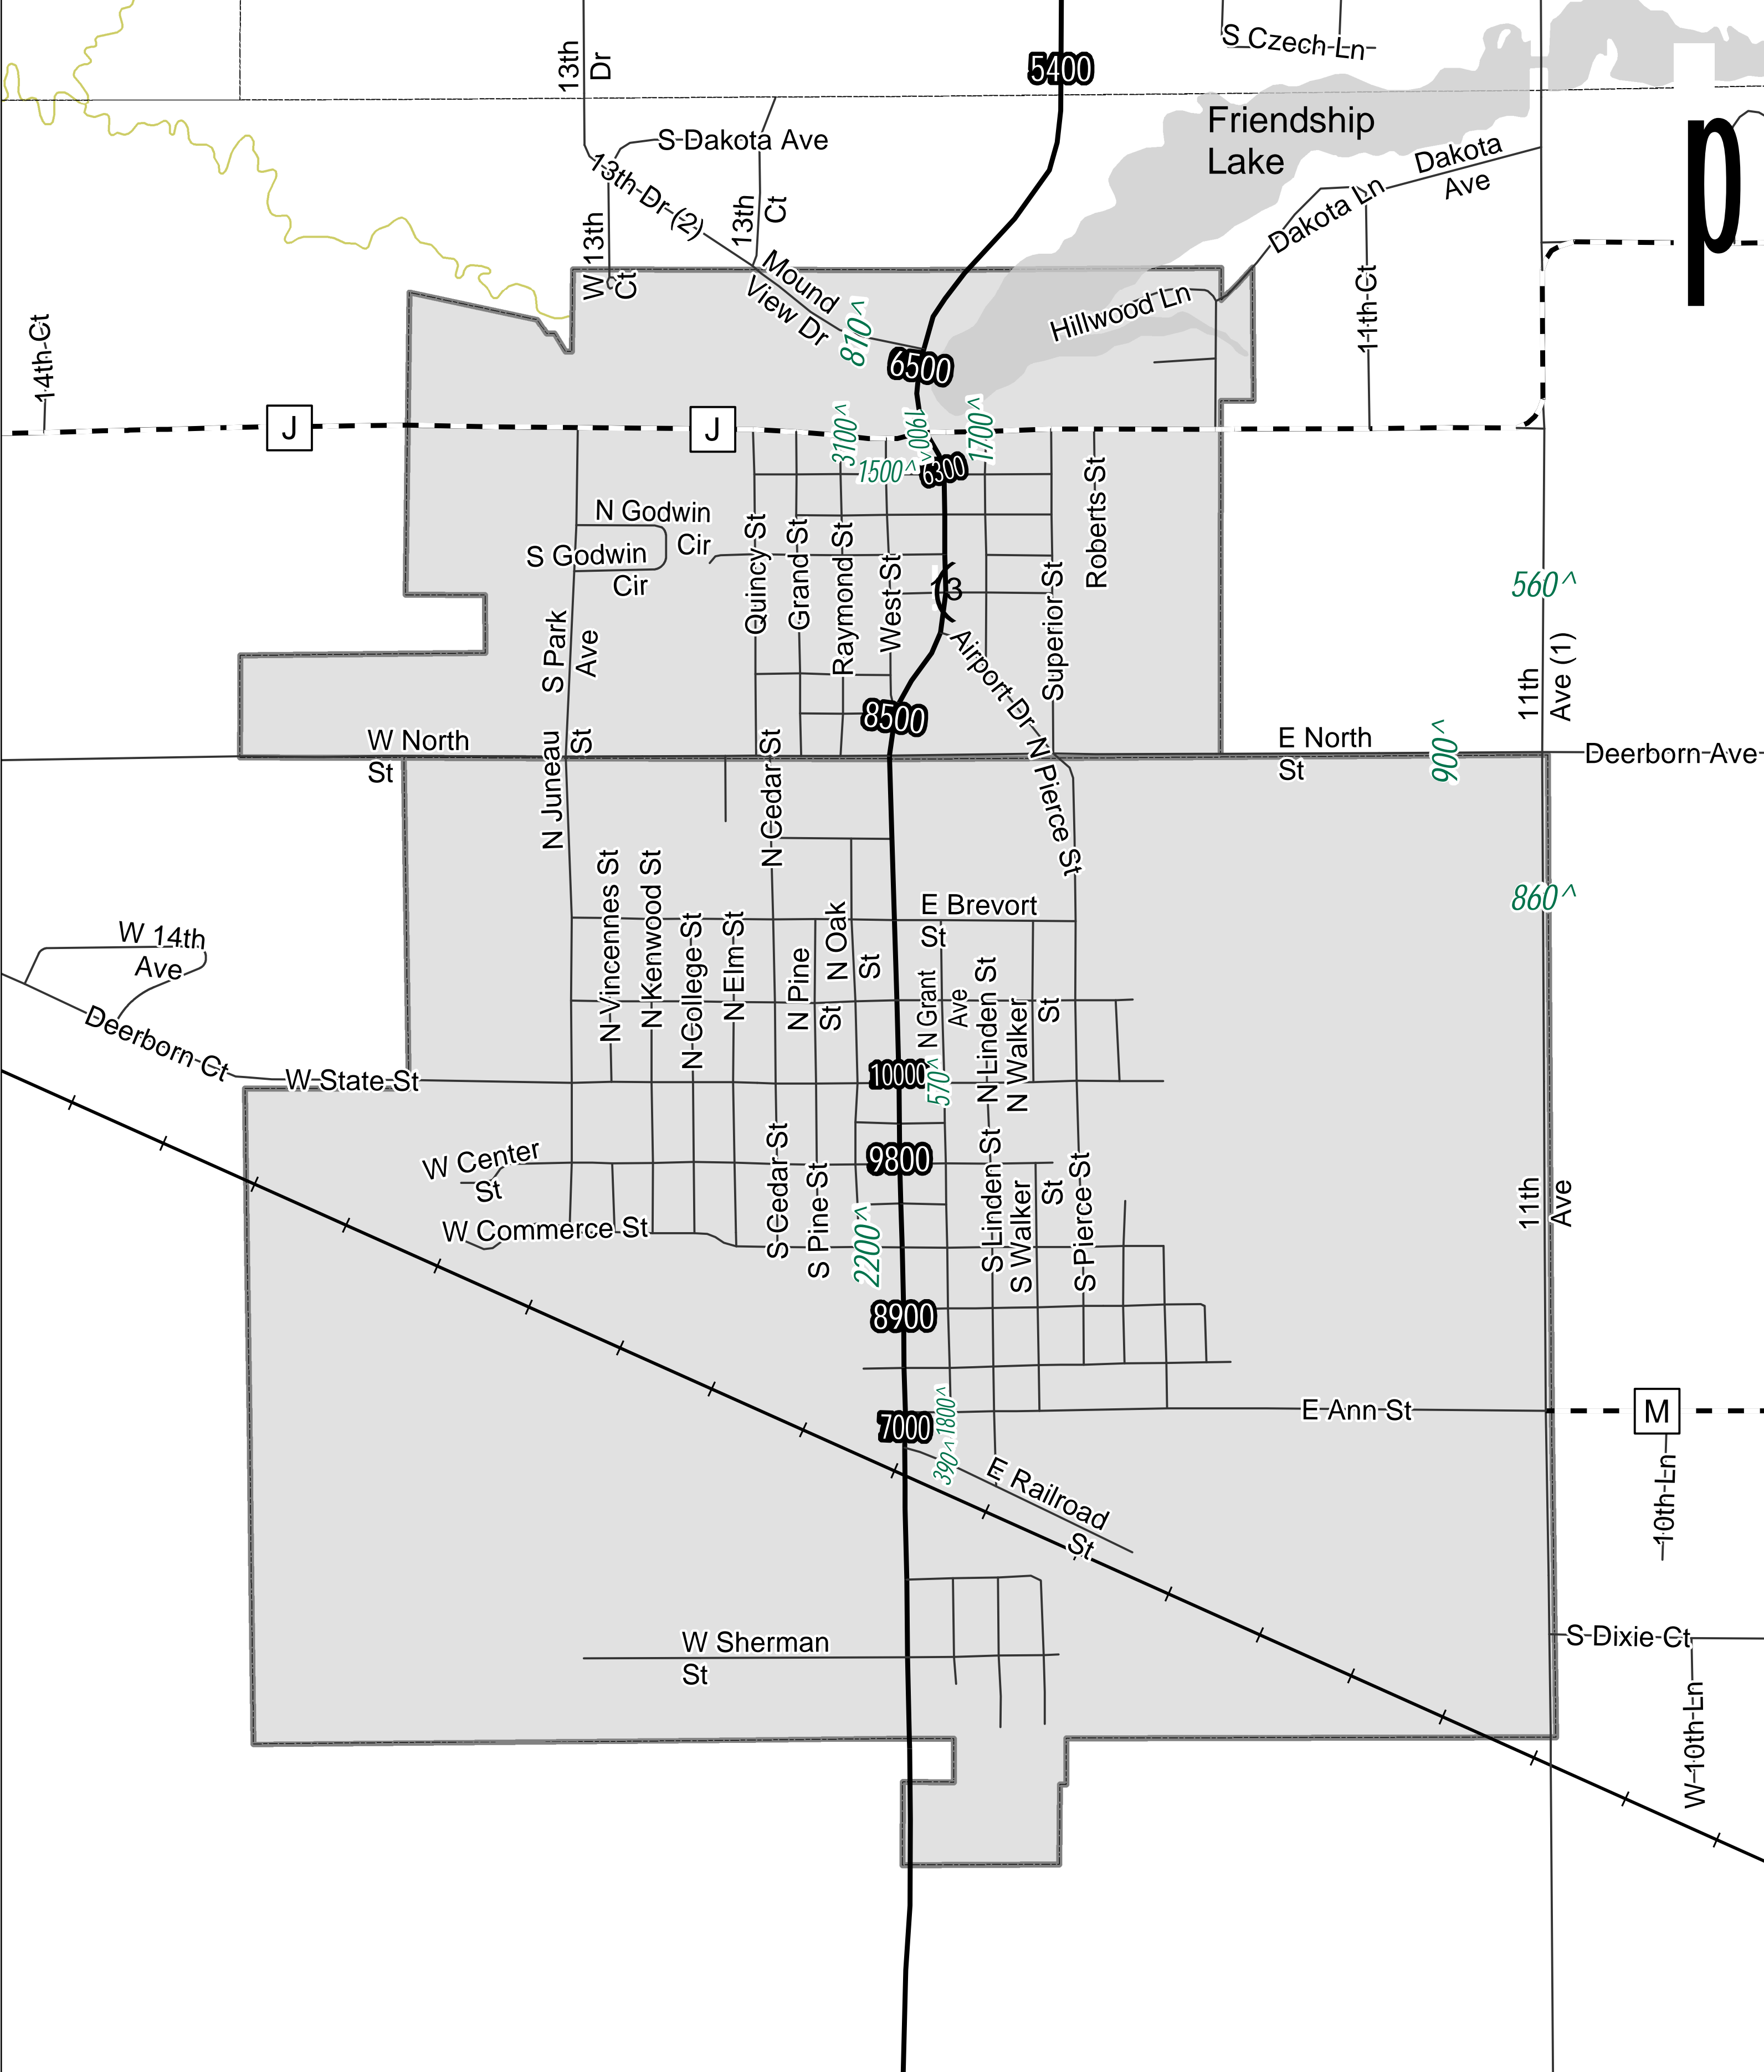 S Czech Ln
13th
Dr
5400
Friendship
Lake
p
S Dakota Ave
13th Dr (2)
Dakota
Ave
Dakota Ln
W 13th
Ct
13th
Ct
Mound
View Dr
810^
Hillwood Ln
11th Ct
14th Ct
6500
J
J
3100^
1900^
1700^
1500^
6300
N Godwin
Cir
S Godwin
Cir
Quincy St
Grand St
Raymond St
West St
13
Superior St
Roberts St
560^
S Park
Ave
Airport Dr
11th
Ave (1)
8500
W North
St
E North
St
900^
Deerborn Ave
N Juneau
St
N Cedar St
N Pierce St
860^
N Vincennes St
N Kenwood St
N College St
N Elm St
N Pine
St
N Oak
St
E Brevort
St
N Grant
Ave
N Linden St
N Walker
St
W 14th
Ave
Deerborn Ct
W State St
10000
570^
W Center
St
9800
S Cedar St
S Pine St
S Linden St
S Walker
St
S Pierce St
11th
Ave
W Commerce St
2200^
8900
E Ann St
M
7000
1800^
390^
E Railroad
St
10th Ln
W Sherman
St
S Dixie Ct
W 10th Ln